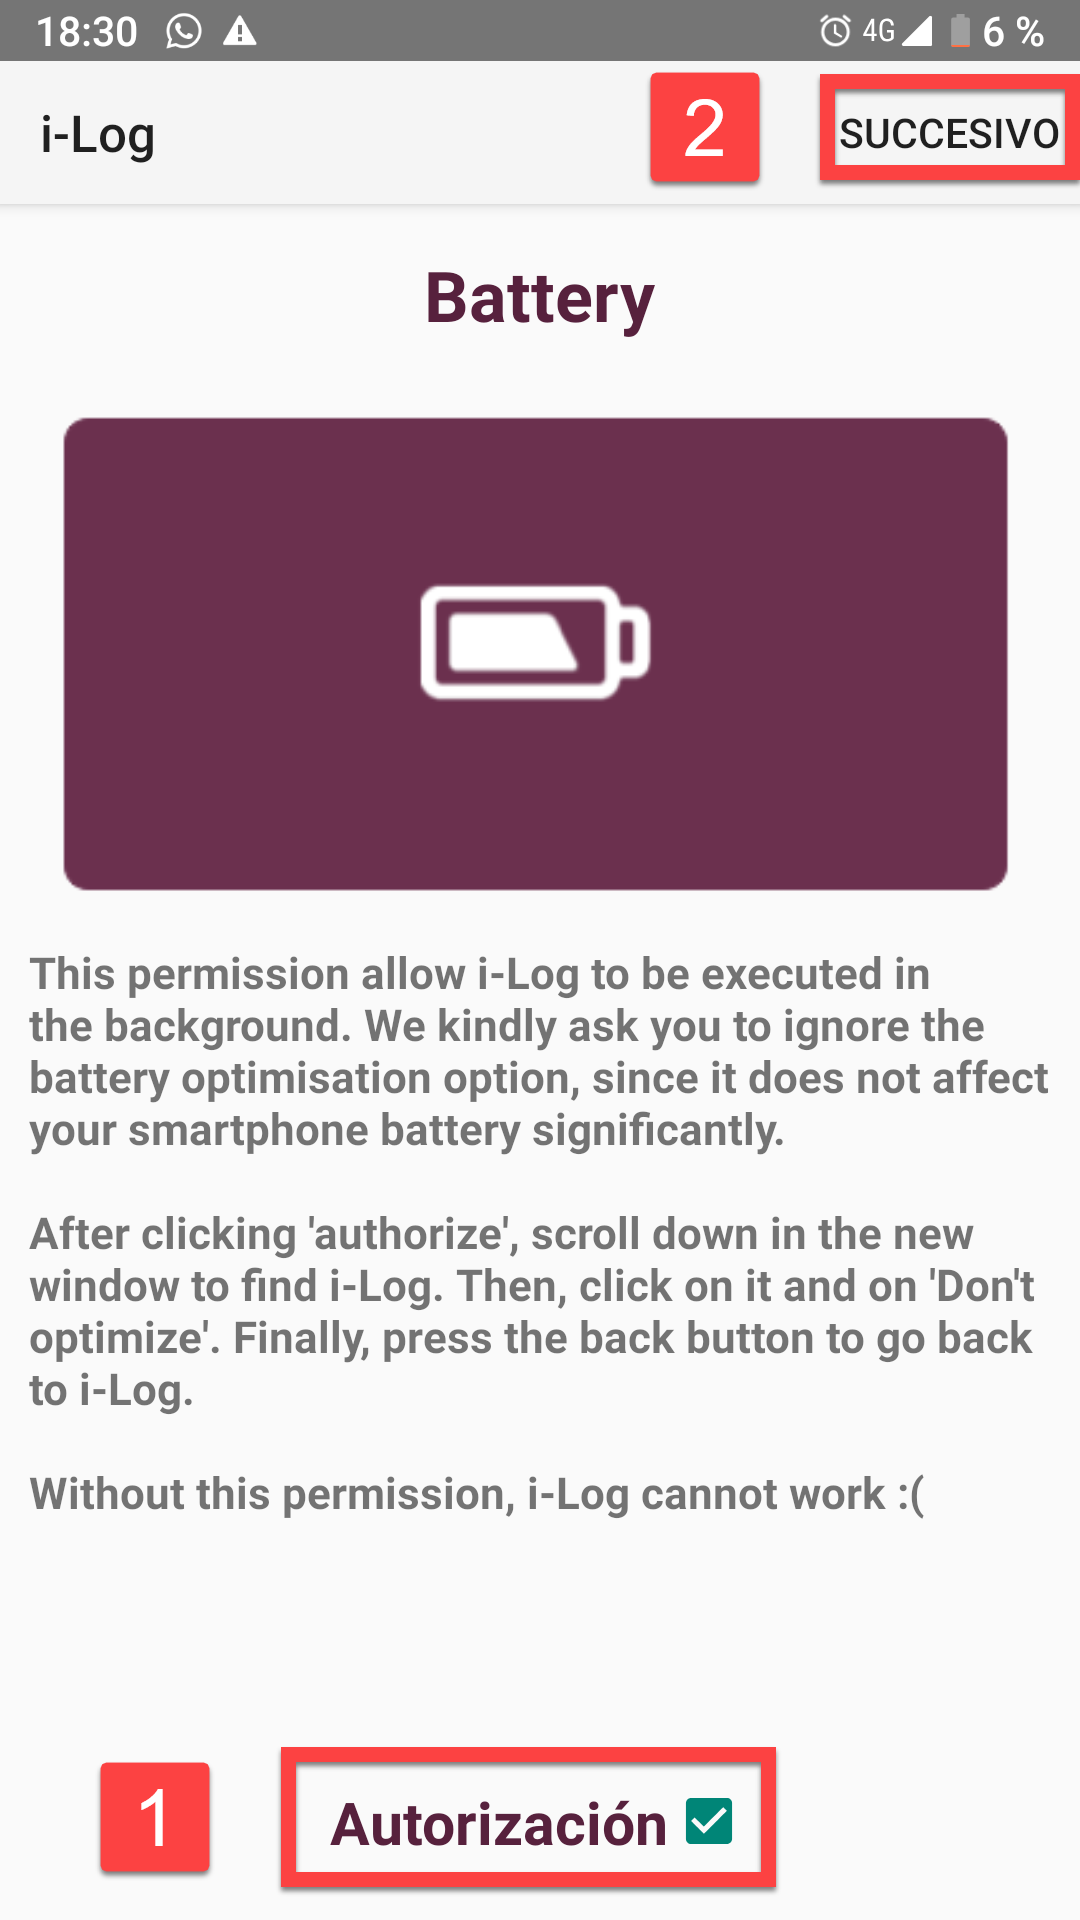 18:30 4G 6 %
i-Log 2 SUCCESIVO
Battery
This permission allow i-Log to be executed in
the background. We kindly ask you to ignore the
battery optimisation option, since it does not affect
your smartphone battery significantly.
After clicking 'authorize', scroll down in the new
window to find i-Log. Then, click on it and on 'Don't
optimize'. Finally, press the back button to go back
to i-Log.
Without this permission, i-Log cannot work :(
1 Autorización